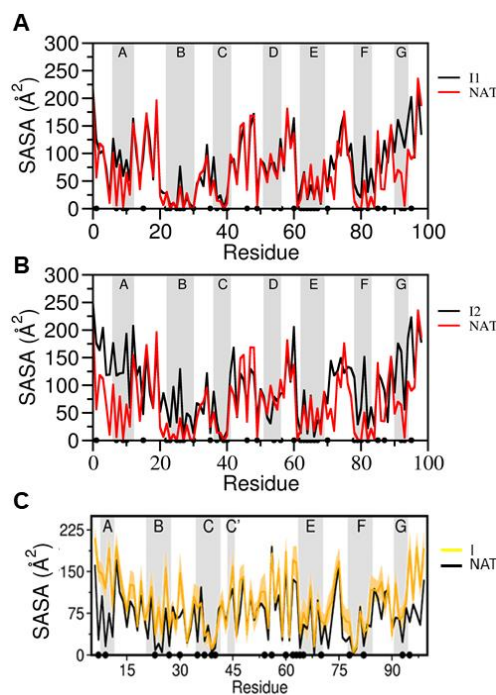 A
300
250
200
150
100
50
0
SASA (Å²)
A B C D E F G
I1
NAT
0 20 40 60 80 100
Residue
B
300
250
200
150
100
50
0
SASA (Å²)
A B C D E F G
I2
NAT
0 20 40 60 80 100
Residue
C
225
150
75
0
SASA (Å²)
A B C C' E F G
I
NAT
15 30 45 60 75 90
Residue